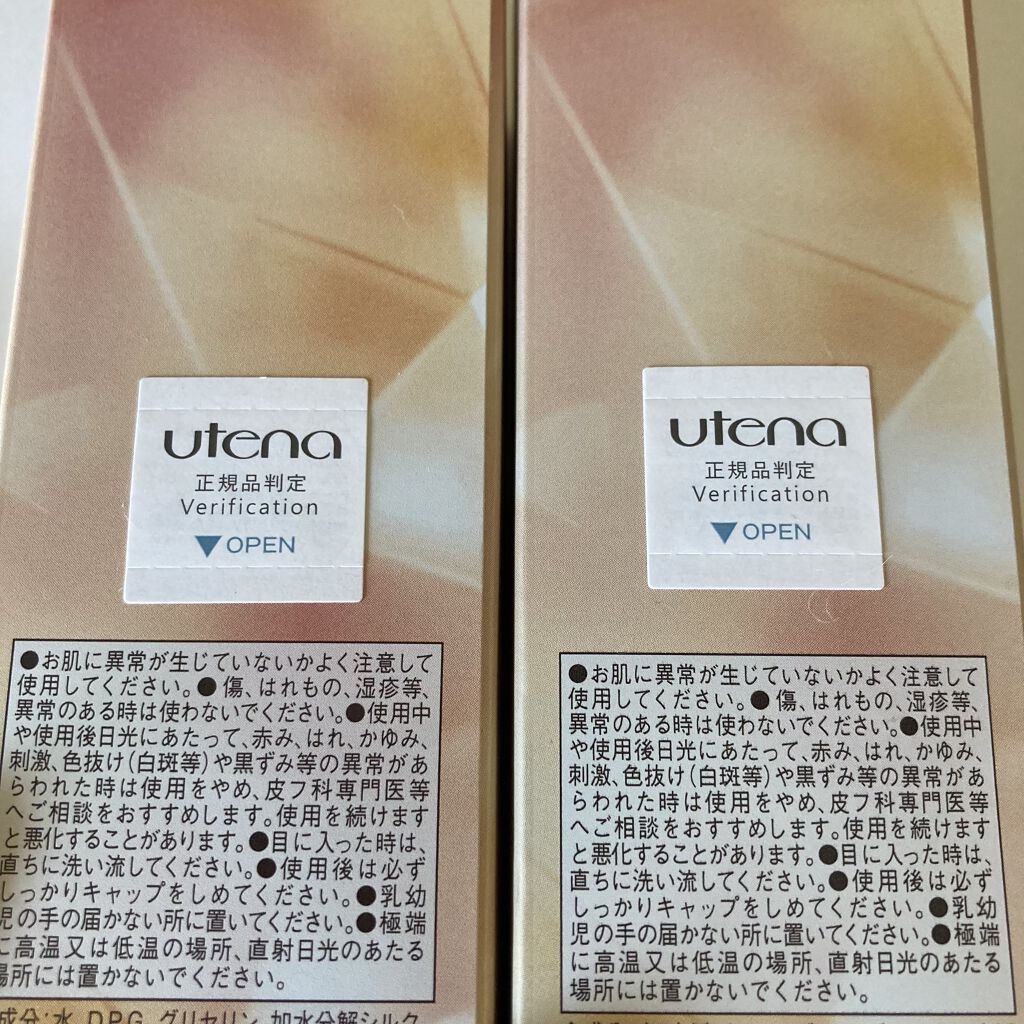 utena
正規品判定
Verification
▼OPEN
●お肌に異常が生じていないかよく注意して
使用してください。●傷、はれもの、湿疹等、
異常のある時は使わないでください。●使用中
や使用後日光にあたって、赤み、はれ、かゆみ、
刺激、色抜け(白斑等)や黒ずみ等の異常があ
らわれた時は使用をやめ、皮フ科専門医等
へご相談をおすすめします。使用を続けます
と悪化することがあります。●目に入った時は、
直ちに洗い流してください。●使用後は必ず
しっかりキャップをしめてください。●乳幼
児の手の届かない所に置いてください。●極端
に高温又は低温の場所、直射日光のあたる
場所には置かないでください。
成分:水、DPG、グリセリン、加水分解シルク、
utena
正規品判定
Verification
▼OPEN
●お肌に異常が生じていないかよく注意して
使用してください。●傷、はれもの、湿疹等、
異常のある時は使わないでください。●使用中
や使用後日光にあたって、赤み、はれ、かゆみ、
刺激、色抜け(白斑等)や黒ずみ等の異常があ
らわれた時は使用をやめ、皮フ科専門医等
へご相談をおすすめします。使用を続けます
と悪化することがあります。●目に入った時は、
直ちに洗い流してください。●使用後は必ず
しっかりキャップをしめてください。●乳幼
児の手の届かない所に置いてください。●極端
に高温又は低温の場所、直射日光のあたる
場所には置かないでください。